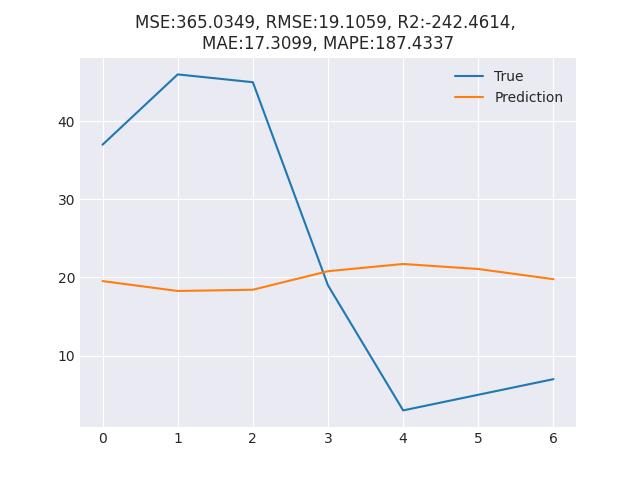 MSE:365.0349, RMSE:19.1059, R2:-242.4614,
MAE:17.3099, MAPE:187.4337
True
Prediction
40
30
20
10
0 1 2 3 4 5 6